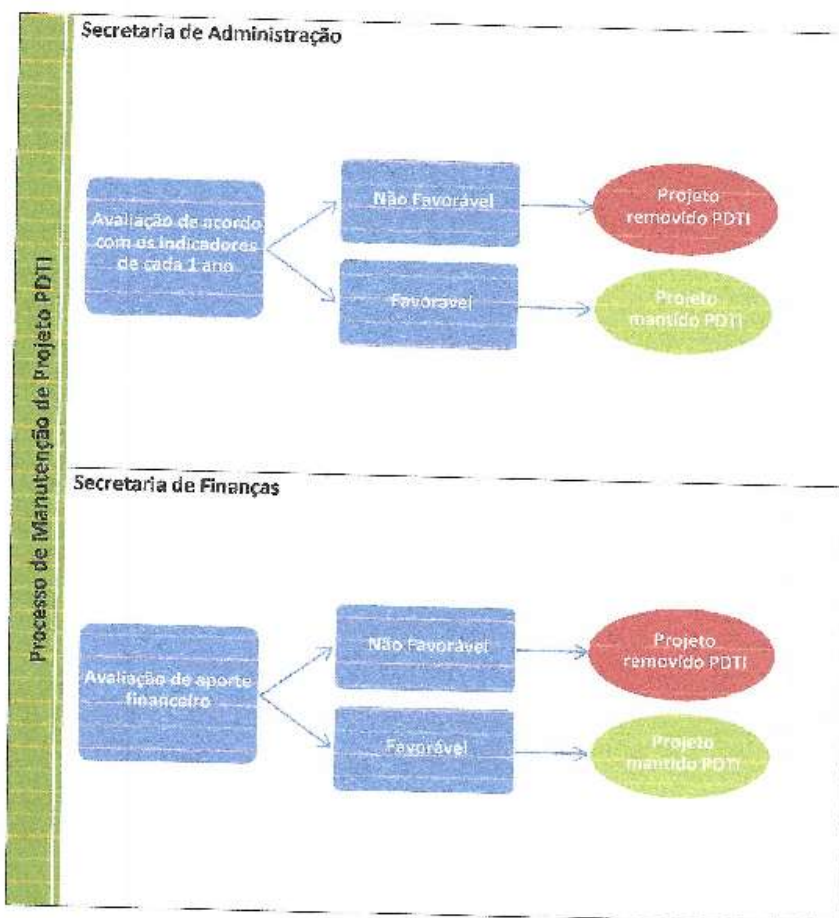 Processo de Manutenção de Projeto PDTI
Secretaria de Administração
Avaliação de acordo
com os indicadores
de cada 1 ano
Não Favorável
Projeto
removido PDTI
Favorável
Projeto
mantido PDTI
Secretaria de Finanças
Avaliação de aporte
financeiro
Não Favorável
Projeto
removido PDTI
Favorável
Projeto
mantido PDTI